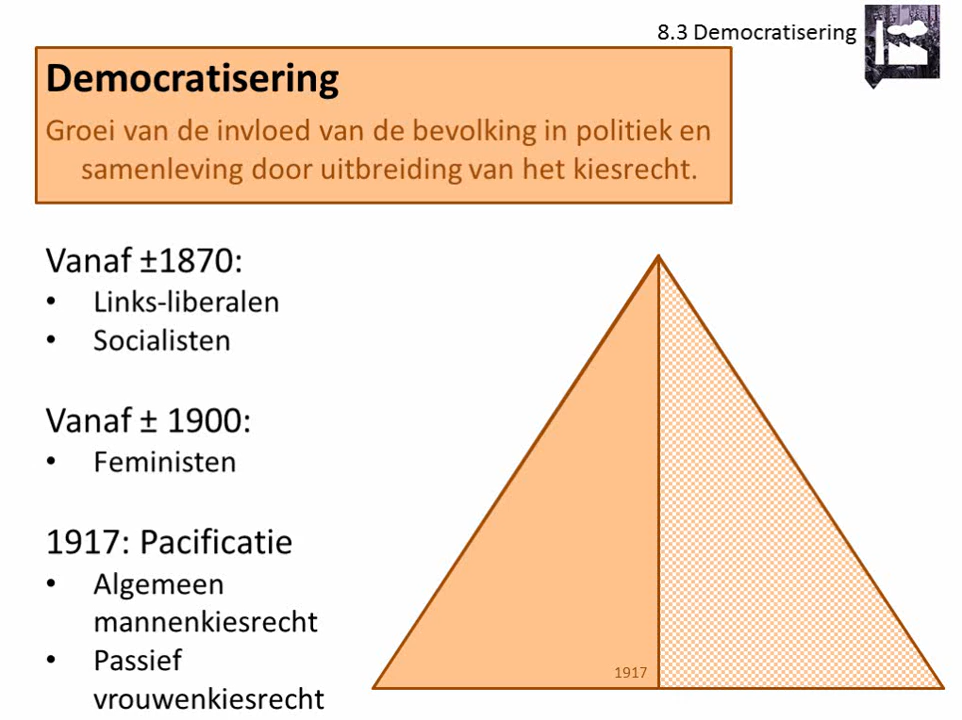 8.3 Democratisering
Democratisering
Groei van de invloed van de bevolking in politiek en
samenleving door uitbreiding van het kiesrecht.
Vanaf ±1870:
• Links-liberalen
• Socialisten
Vanaf ± 1900:
• Feministen
1917: Pacificatie
• Algemeen
mannenkiesrecht
• Passief
vrouwenkiesrecht
1917